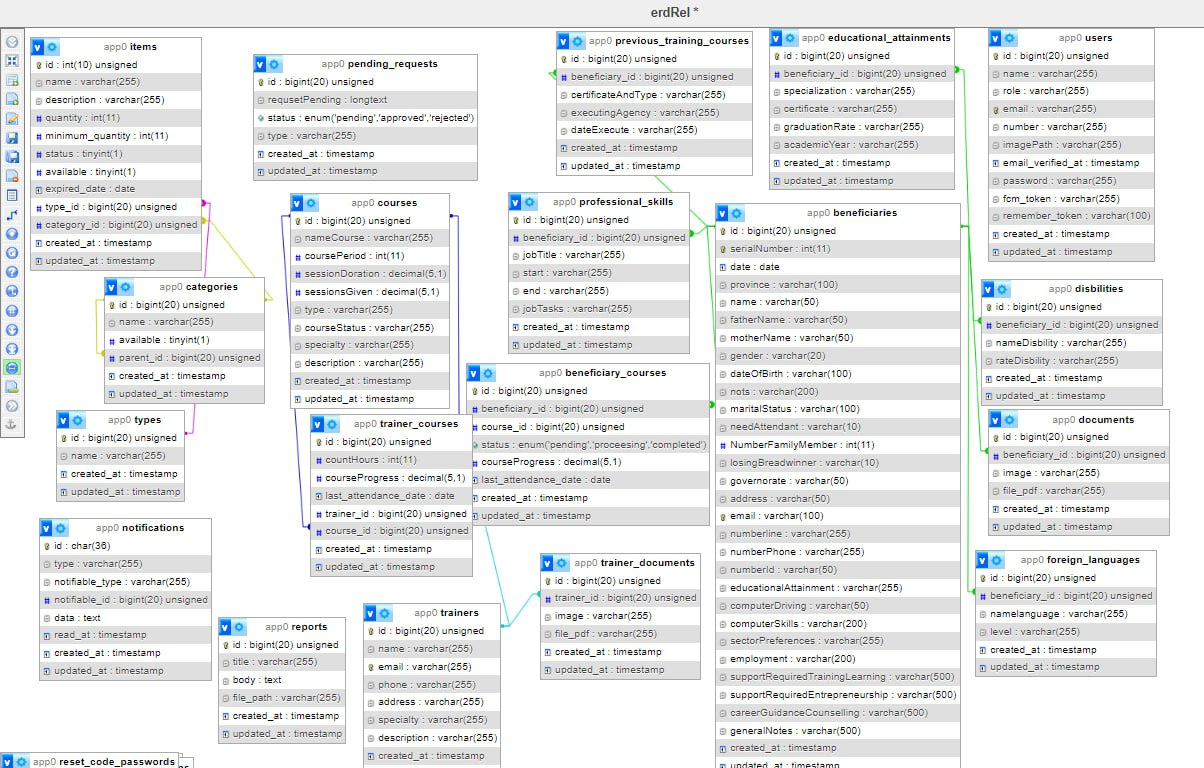 erdRel *
app0 items
id : int(10) unsigned
name : varchar(255)
description : varchar(255)
quantity : int(11)
minimum_quantity : int(11)
status : tinyint(1)
available : tinyint(1)
expired_date : date
type_id : bigint(20) unsigned
category_id : bigint(20) unsigned
created_at : timestamp
updated_at : timestamp
app0 pending_requests
id : bigint(20) unsigned
requsetPending : longtext
status : enum('pending','approved','rejected')
type : varchar(255)
created_at : timestamp
updated_at : timestamp
app0 previous_training_courses
id : bigint(20) unsigned
beneficiary_id : bigint(20) unsigned
certificateAndType : varchar(255)
executingAgency : varchar(255)
dateExecute : varchar(255)
created_at : timestamp
updated_at : timestamp
app0 educational_attainments
id : bigint(20) unsigned
beneficiary_id : bigint(20) unsigned
specialization : varchar(255)
certificate : varchar(255)
graduationRate : varchar(255)
academicYear : varchar(255)
created_at : timestamp
updated_at : timestamp
app0 users
id : bigint(20) unsigned
name : varchar(255)
role : varchar(255)
email : varchar(255)
number : varchar(255)
imagePath : varchar(255)
email_verified_at : timestamp
password : varchar(255)
fcm_token : varchar(255)
remember_token : varchar(100)
created_at : timestamp
updated_at : timestamp
app0 courses
id : bigint(20) unsigned
nameCourse : varchar(255)
coursePeriod : int(11)
sessionDoration : decimal(5,1)
sessionsGiven : decimal(5,1)
type : varchar(255)
courseStatus : varchar(255)
specialty : varchar(255)
description : varchar(255)
created_at : timestamp
updated_at : timestamp
app0 professional_skills
id : bigint(20) unsigned
beneficiary_id : bigint(20) unsigned
jobTitle : varchar(255)
start : varchar(255)
end : varchar(255)
jobTasks : varchar(255)
created_at : timestamp
updated_at : timestamp
app0 beneficiaries
id : bigint(20) unsigned
serialNumber : int(11)
date : date
province : varchar(100)
name : varchar(50)
fatherName : varchar(50)
motherName : varchar(50)
gender : varchar(20)
dateOfBirth : varchar(100)
nots : varchar(200)
maritalStatus : varchar(100)
needAttendant : varchar(10)
NumberFamilyMember : int(11)
losingBreadwinner : varchar(10)
governorate : varchar(50)
address : varchar(50)
email : varchar(100)
numberline : varchar(255)
numberPhone : varchar(255)
numberId : varchar(50)
educationalAttainment : varchar(255)
computerDriving : varchar(50)
computerSkills : varchar(200)
sectorPreferences : varchar(255)
employment : varchar(200)
supportRequiredTrainingLearning : varchar(500)
supportRequiredEntrepreneurship : varchar(500)
careerGuidanceCounselling : varchar(500)
generalNotes : varchar(500)
created_at : timestamp
updated_at : timestamp
app0 categories
id : bigint(20) unsigned
name : varchar(255)
available : tinyint(1)
parent_id : bigint(20) unsigned
created_at : timestamp
updated_at : timestamp
app0 disbilities
id : bigint(20) unsigned
beneficiary_id : bigint(20) unsigned
nameDisbility : varchar(255)
rateDisbility : varchar(255)
created_at : timestamp
updated_at : timestamp
app0 beneficiary_courses
id : bigint(20) unsigned
beneficiary_id : bigint(20) unsigned
course_id : bigint(20) unsigned
status : enum('pending','proceesing','completed')
courseProgress : decimal(5,1)
last_attendance_date : date
created_at : timestamp
updated_at : timestamp
app0 types
id : bigint(20) unsigned
name : varchar(255)
created_at : timestamp
updated_at : timestamp
app0 trainer_courses
id : bigint(20) unsigned
countHours : int(11)
courseProgress : decimal(5,1)
last_attendance_date : date
trainer_id : bigint(20) unsigned
course_id : bigint(20) unsigned
created_at : timestamp
updated_at : timestamp
app0 documents
id : bigint(20) unsigned
beneficiary_id : bigint(20) unsigned
image : varchar(255)
file_pdf : varchar(255)
created_at : timestamp
updated_at : timestamp
app0 notifications
id : char(36)
type : varchar(255)
notifiable_type : varchar(255)
notifiable_id : bigint(20) unsigned
data : text
read_at : timestamp
created_at : timestamp
updated_at : timestamp
app0 trainer_documents
id : bigint(20) unsigned
trainer_id : bigint(20) unsigned
image : varchar(255)
file_pdf : varchar(255)
created_at : timestamp
updated_at : timestamp
app0 foreign_languages
id : bigint(20) unsigned
beneficiary_id : bigint(20) unsigned
namelanguage : varchar(255)
level : varchar(255)
created_at : timestamp
updated_at : timestamp
app0 reports
id : bigint(20) unsigned
title : varchar(255)
body : text
file_path : varchar(255)
created_at : timestamp
updated_at : timestamp
app0 trainers
id : bigint(20) unsigned
name : varchar(255)
email : varchar(255)
phone : varchar(255)
address : varchar(255)
specialty : varchar(255)
description : varchar(255)
created_at : timestamp
app0 reset_code_passwords